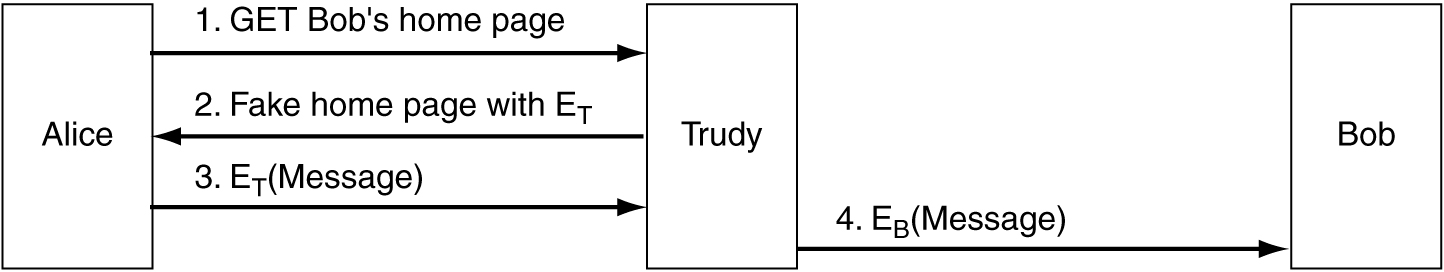 1. GET Bob's home page
2. Fake home page with E_T
3. E_T(Message)
4. E_B(Message)
Alice
Trudy
Bob